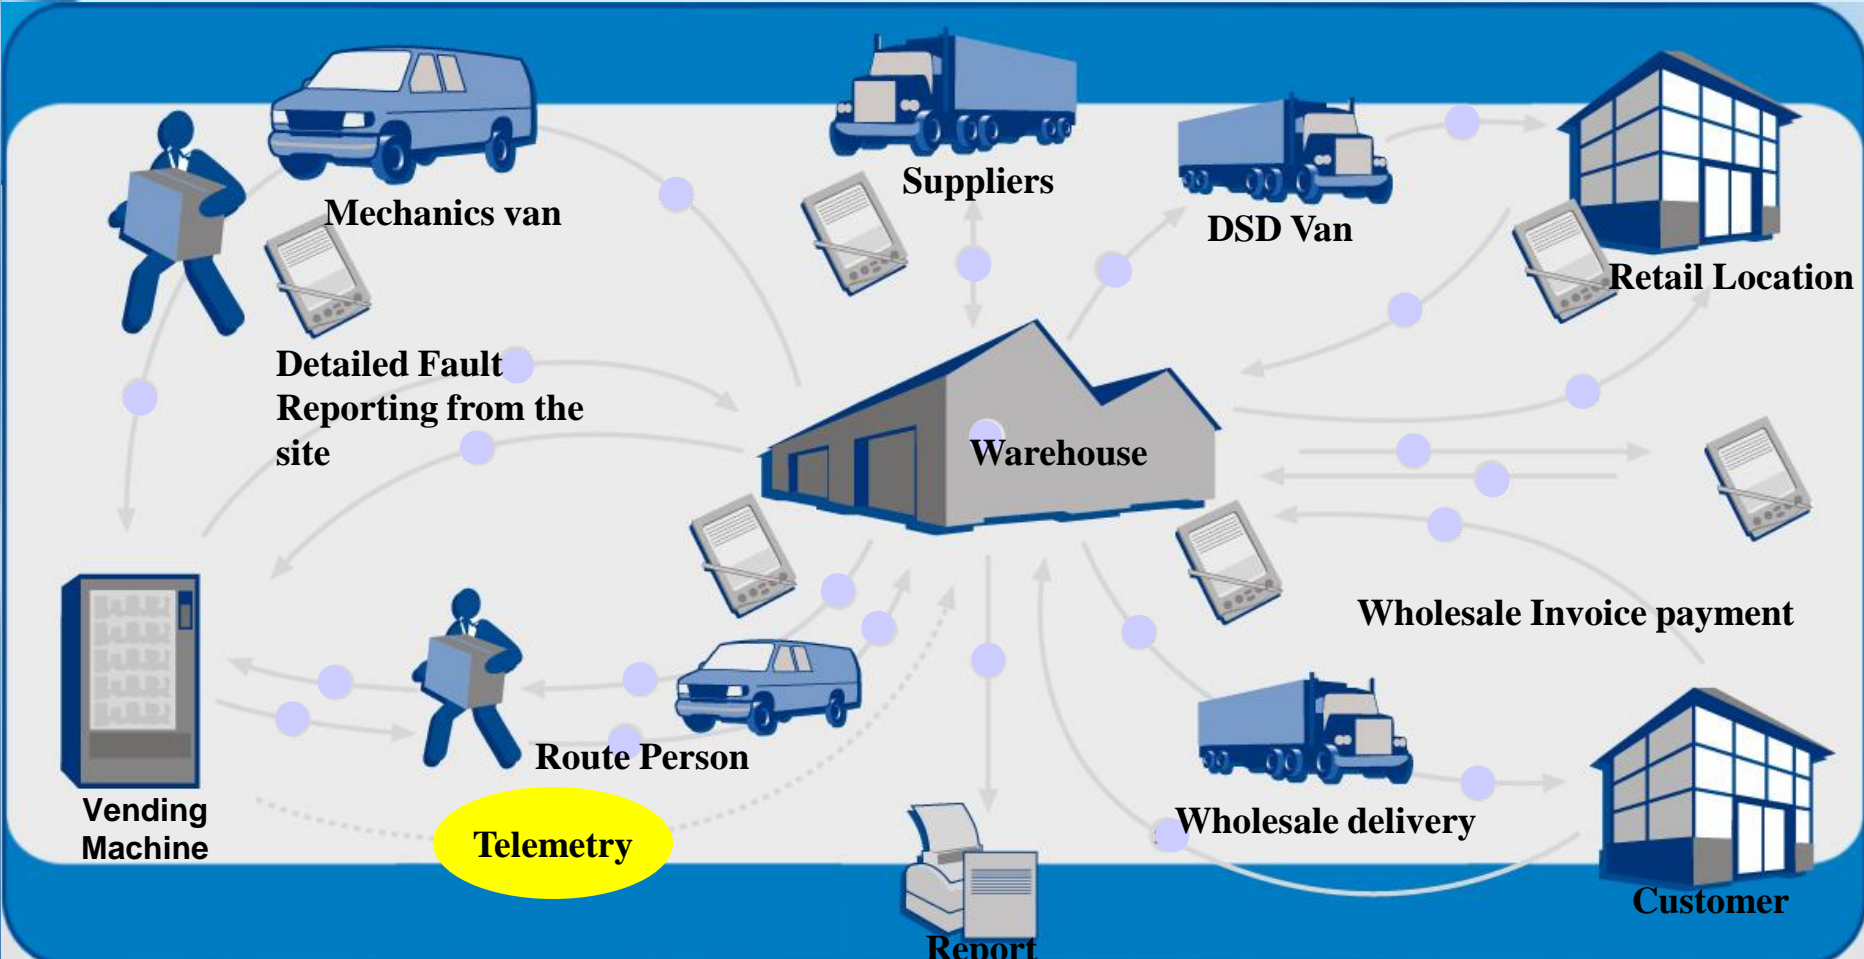 Mechanics van
Suppliers
DSD Van
Retail Location
Detailed Fault
Reporting from the
site
Warehouse
Wholesale Invoice payment
Route Person
Vending
Machine
Telemetry
Wholesale delivery
Customer
Report